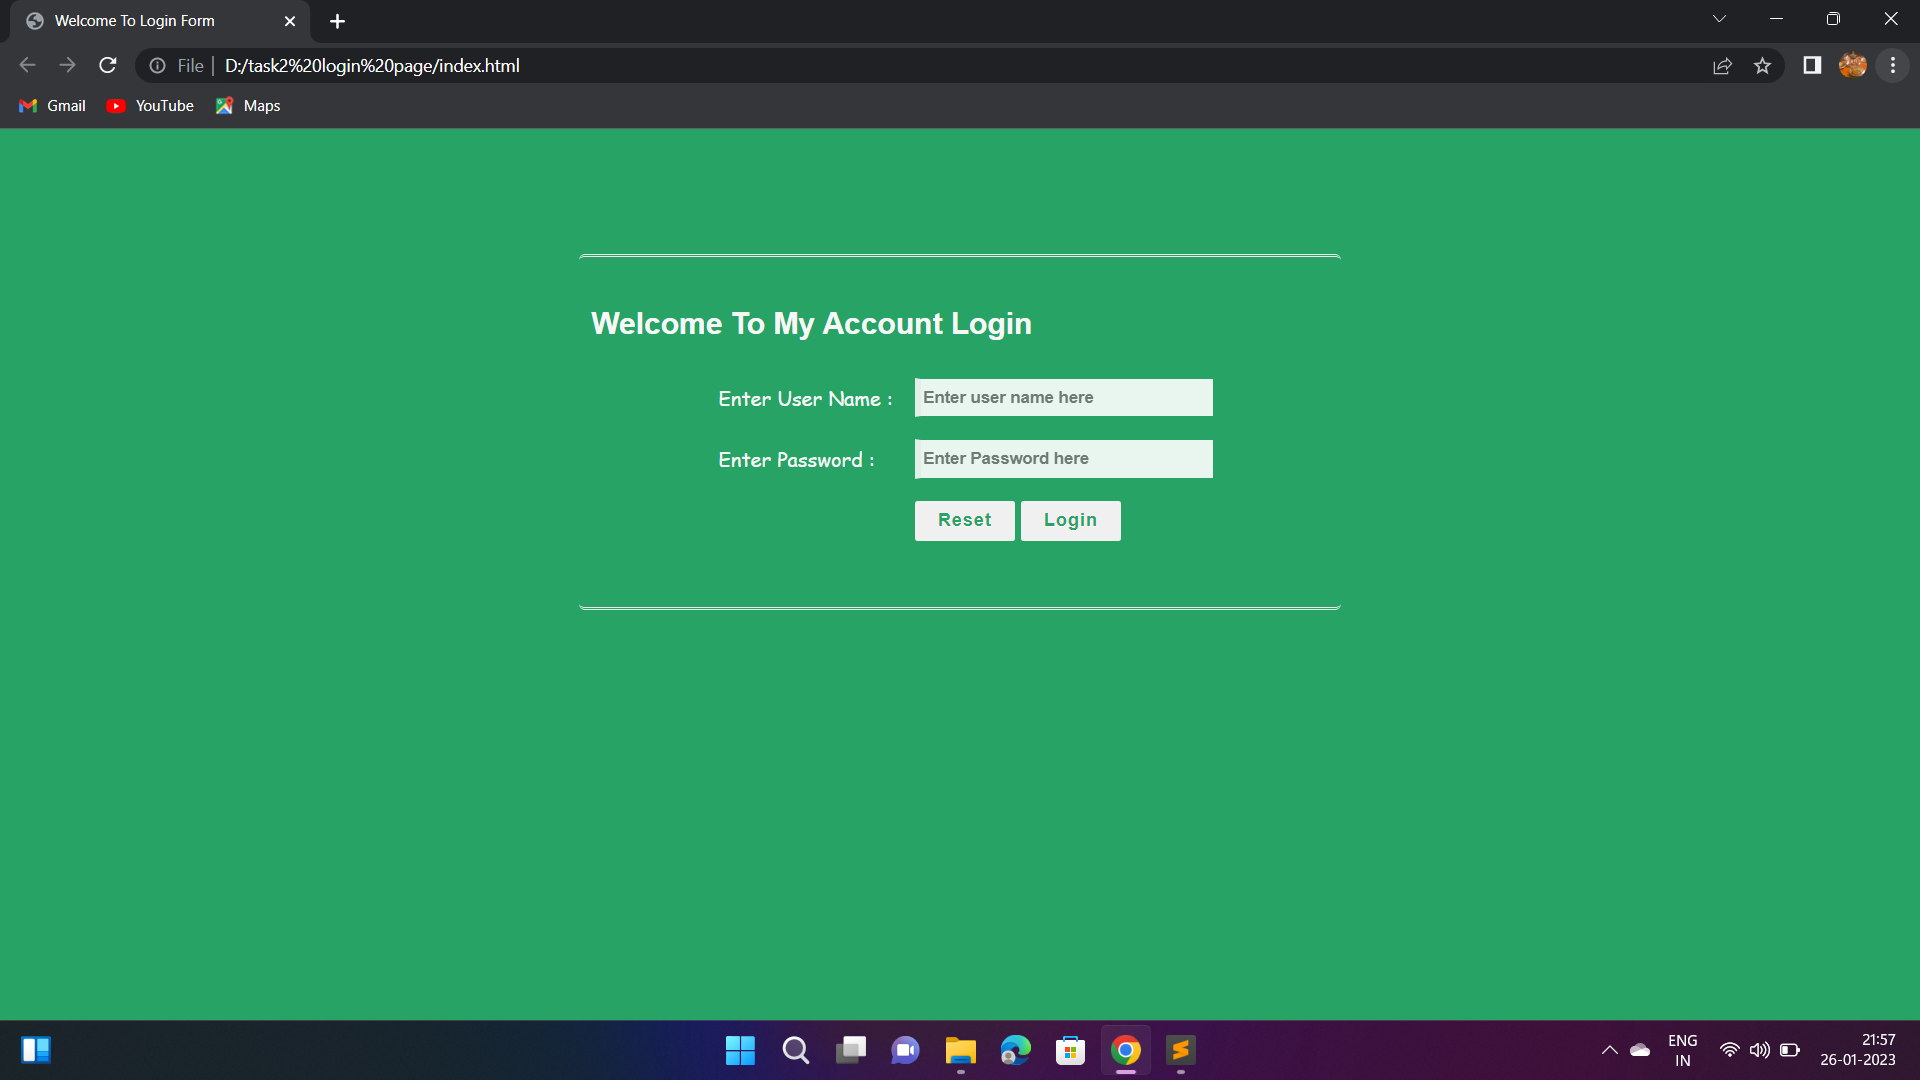 Welcome To Login Form
File | D:/task2%20login%20page/index.html
Gmail YouTube Maps
Welcome To My Account Login
Enter User Name : Enter user name here
Enter Password : Enter Password here
Reset Login
ENG 21:57
IN 26-01-2023